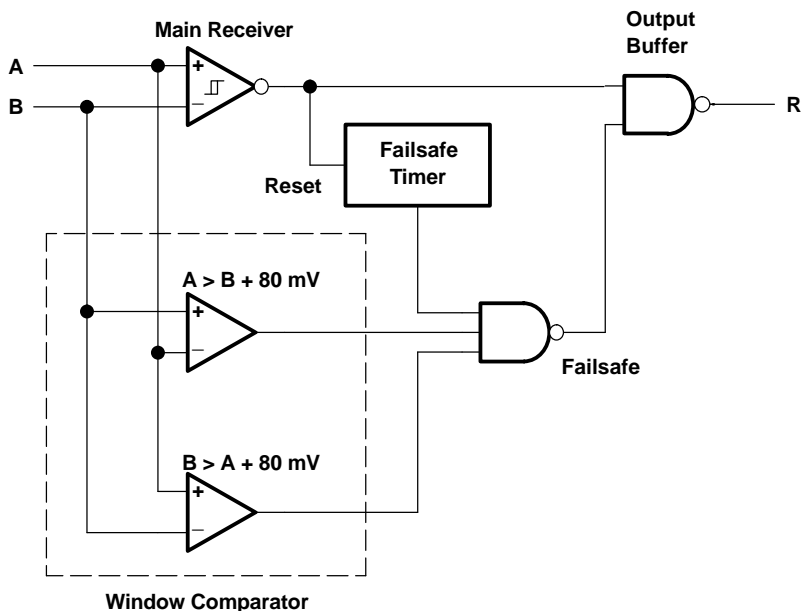 Output
Buffer
Main Receiver
A
+
B
_
R
Failsafe
Timer
Reset
A > B + 80 mV
+
_
Failsafe
B > A + 80 mV
+
_
Window Comparator